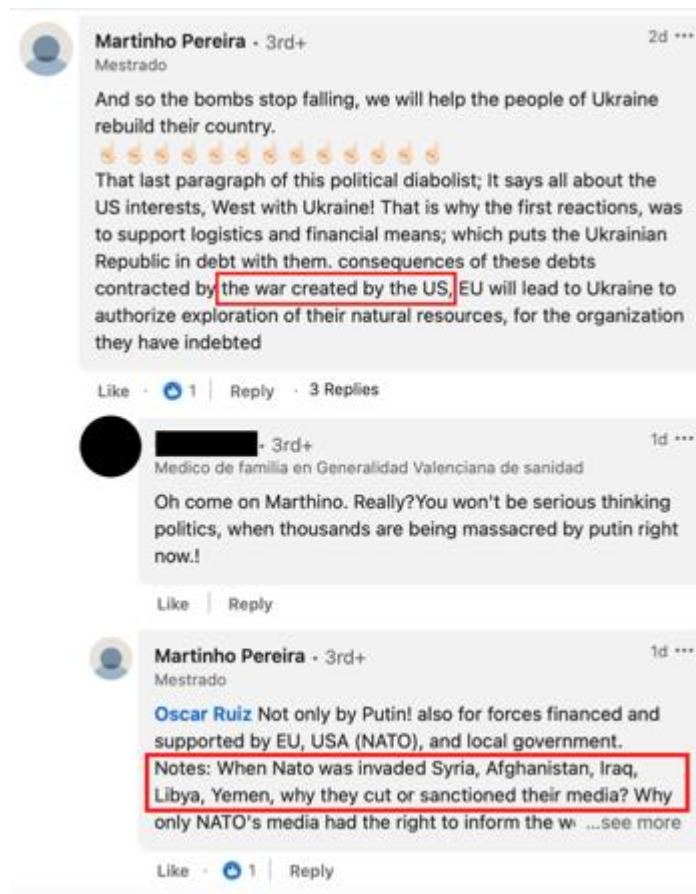 Martinho Pereira • 3rd+ 2d •••
Mestrado
And so the bombs stop falling, we will help the people of Ukraine
rebuild their country.
☝🏻☝🏻☝🏻☝🏻☝🏻☝🏻☝🏻☝🏻☝🏻☝🏻☝🏻☝🏻☝🏻
That last paragraph of this political diabolist; It says all about the
US interests, West with Ukraine! That is why the first reactions, was
to support logistics and financial means; which puts the Ukrainian
Republic in debt with them. consequences of these debts
contracted by the war created by the US, EU will lead to Ukraine to
authorize exploration of their natural resources, for the organization
they have indebted
Like · 1 | Reply · 3 Replies
• 3rd+ 1d •••
Medico de familia en Generalidad Valenciana de sanidad
Oh come on Marthino. Really?You won't be serious thinking
politics, when thousands are being massacred by putin right
now.!
Like | Reply
Martinho Pereira • 3rd+ 1d •••
Mestrado
Oscar Ruiz Not only by Putin! also for forces financed and
supported by EU, USA (NATO), and local government.
Notes: When Nato was invaded Syria, Afghanistan, Iraq,
Libya, Yemen, why they cut or sanctioned their media? Why
only NATO's media had the right to inform the ...see more
Like · 1 | Reply